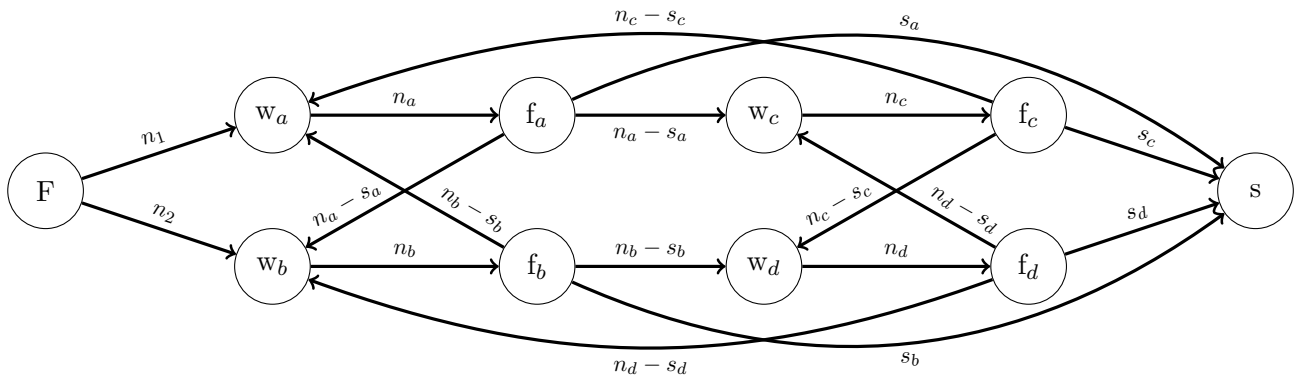 n_c − s_c
s_a
w_a
n_a
f_a
n_a − s_a
w_c
n_c
f_c
n_1
s_c
F
n_a − s_a
n_b − s_b
n_c − s_c
n_d − s_d
s
n_2
s_d
w_b
n_b
f_b
n_b − s_b
w_d
n_d
f_d
n_d − s_d
s_b